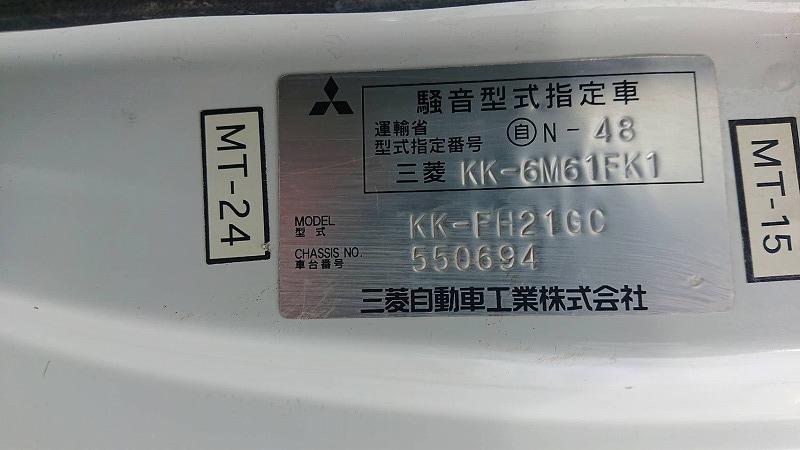 騒音型式指定車
運輸省
型式指定番号 自 N-48
三菱 KK-6M61FK1
MODEL
型式 KK-FH21GC
CHASSIS NO.
車台番号 550694
三菱自動車工業株式会社
MT-24
MT-15